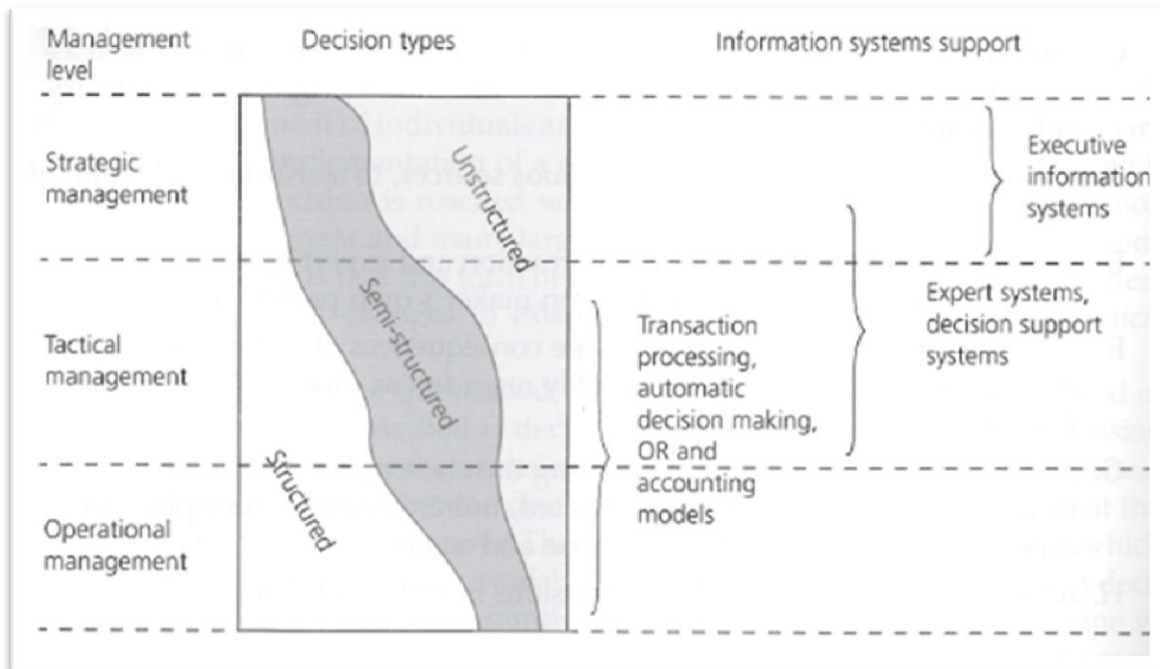 Management
level
Decision types
Information systems support
Strategic
management
Unstructured
Executive
information
systems
Tactical
management
Semi-structured
Transaction
processing,
automatic
decision making,
OR and
accounting
models
Expert systems,
decision support
systems
Operational
management
Structured